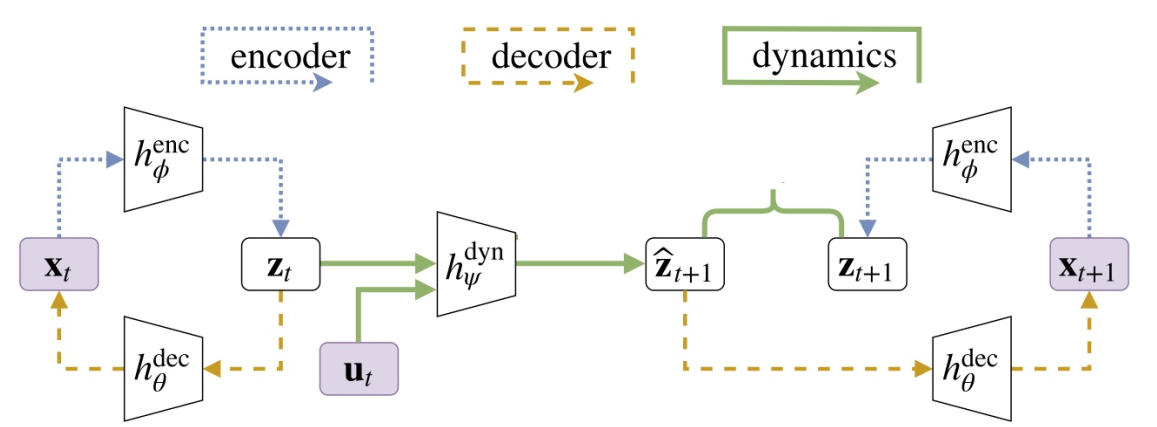 encoder decoder dynamics
h_ϕ^enc h_ϕ^enc
x_t z_t h_ψ^dyn ẑ_{t+1} z_{t+1} x_{t+1}
h_θ^dec u_t h_θ^dec